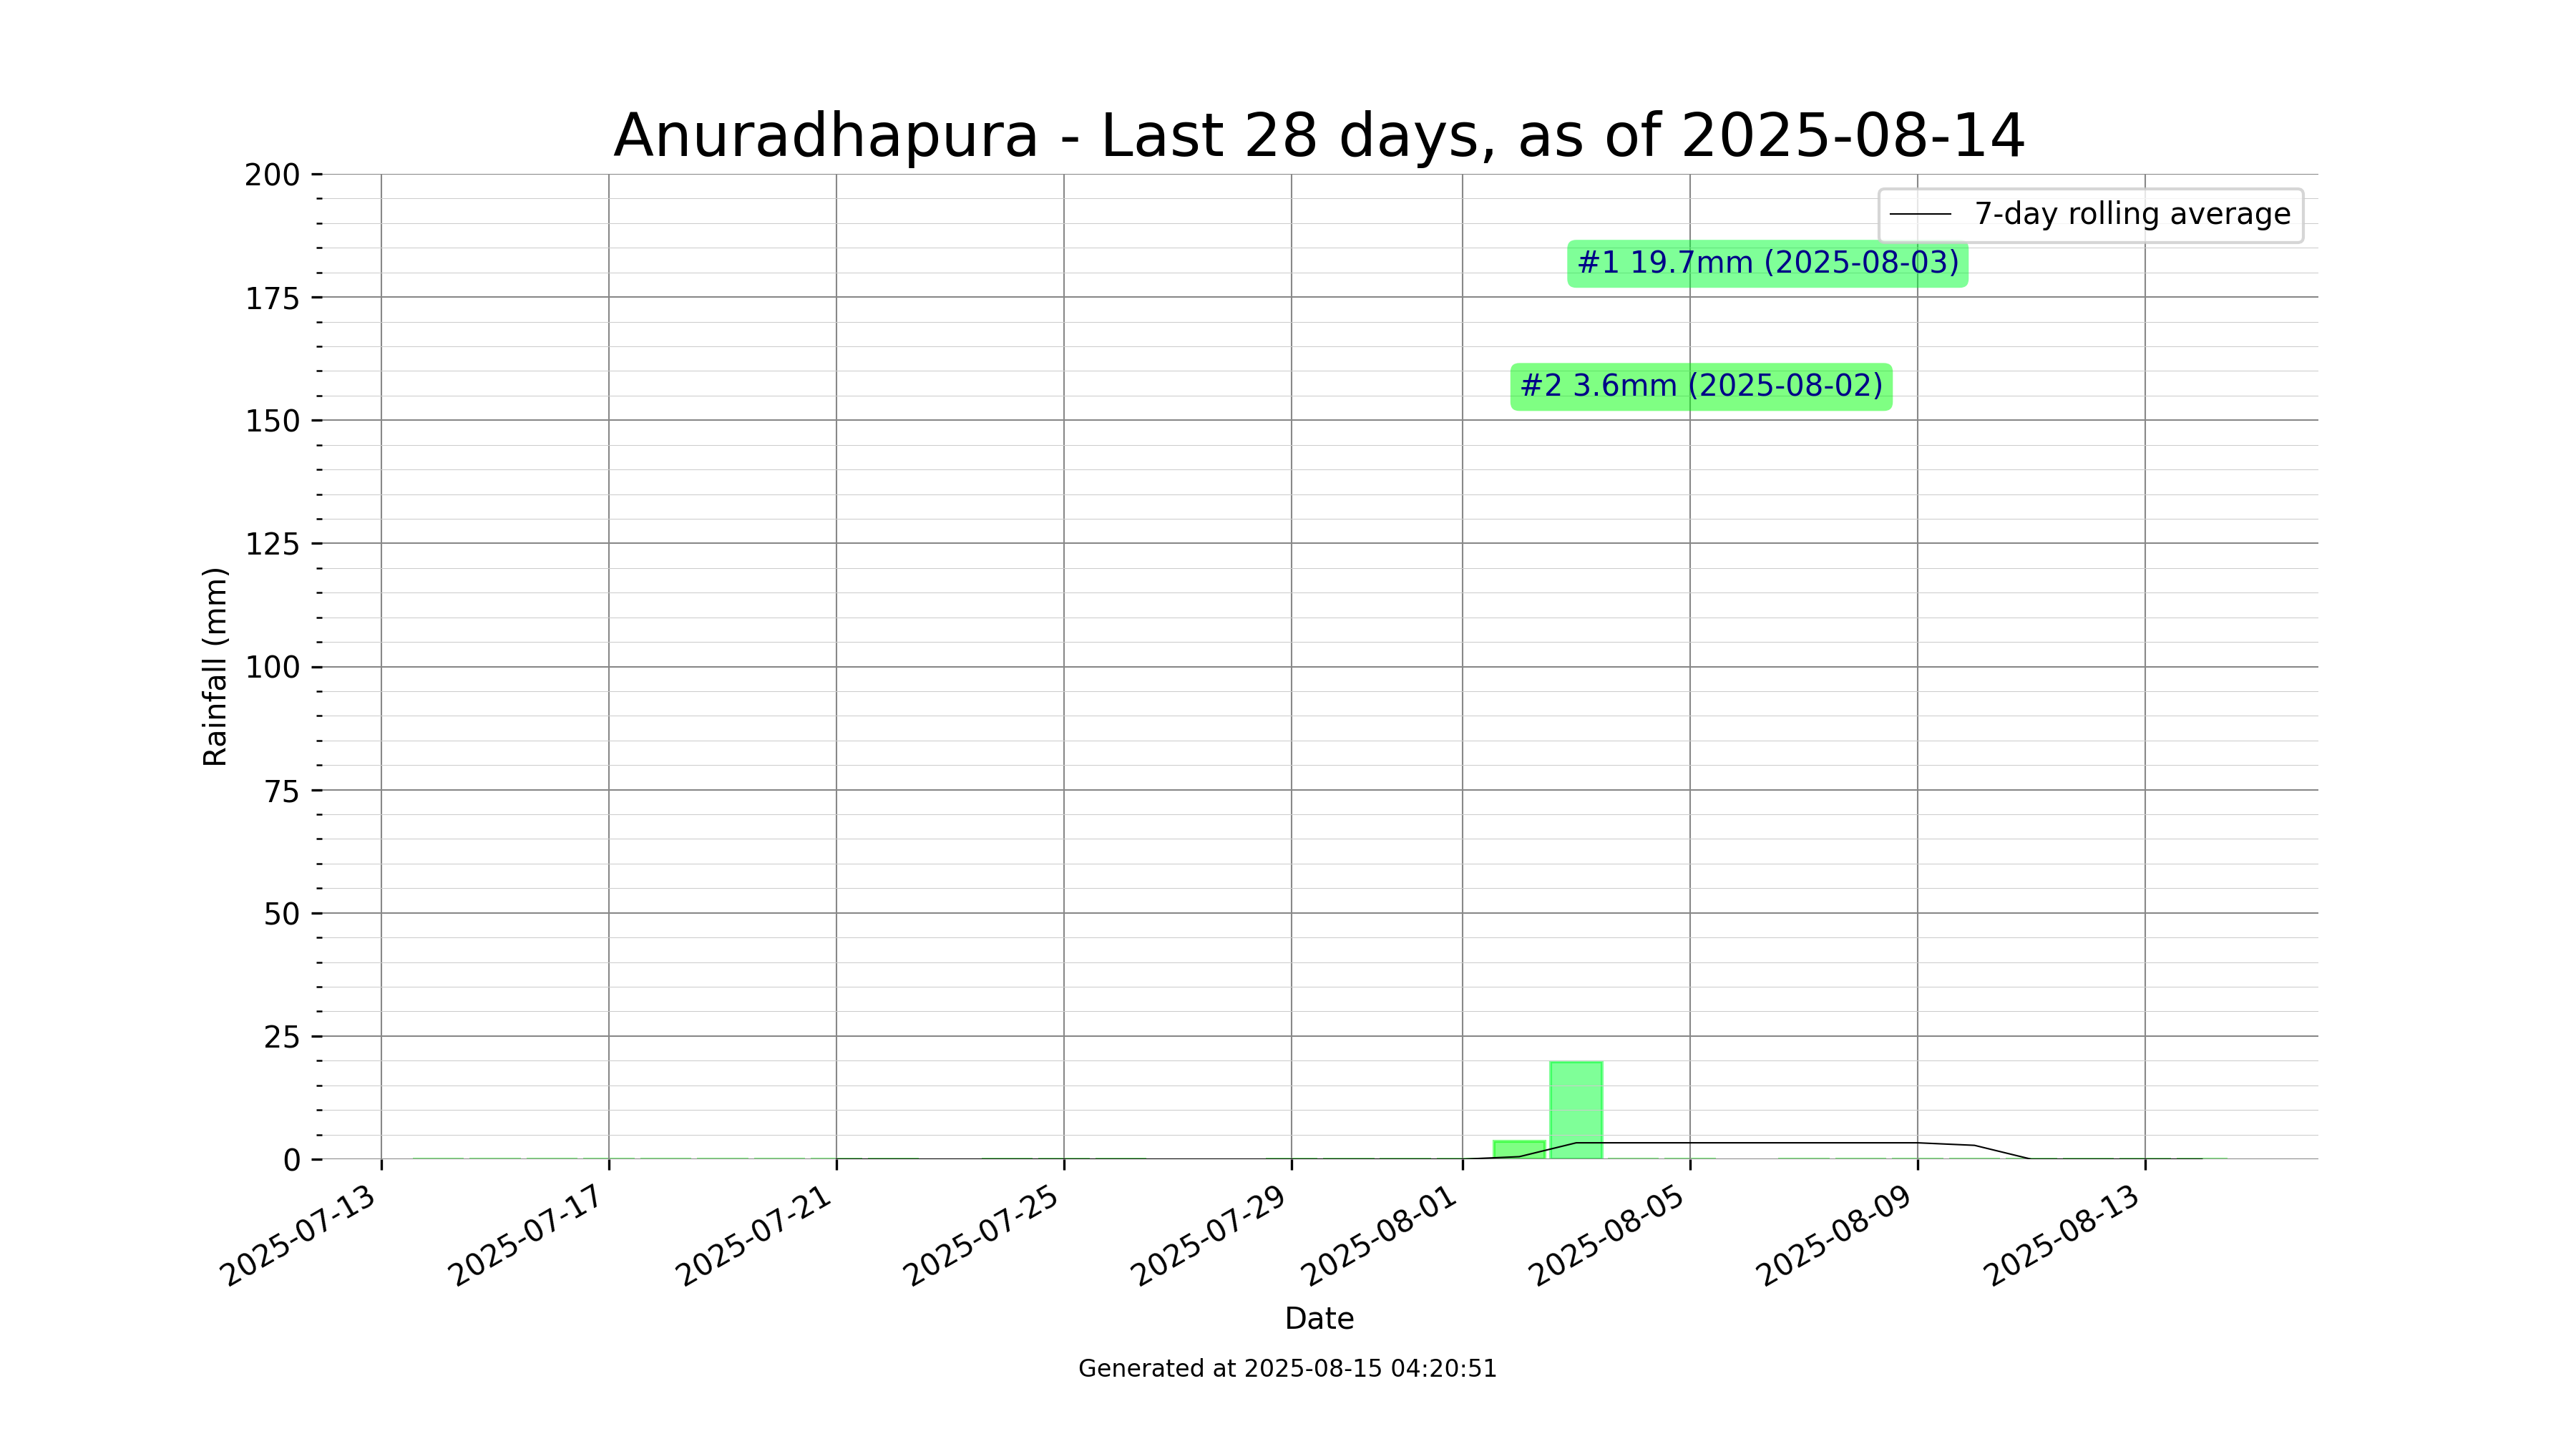 Anuradhapura - Last 28 days, as of 2025-08-14
200
175
150
125
100
75
50
25
0
Rainfall (mm)
7-day rolling average
#1 19.7mm (2025-08-03)
#2 3.6mm (2025-08-02)
2025-07-13
2025-07-17
2025-07-21
2025-07-25
2025-07-29
2025-08-01
2025-08-05
2025-08-09
2025-08-13
Date
Generated at 2025-08-15 04:20:51